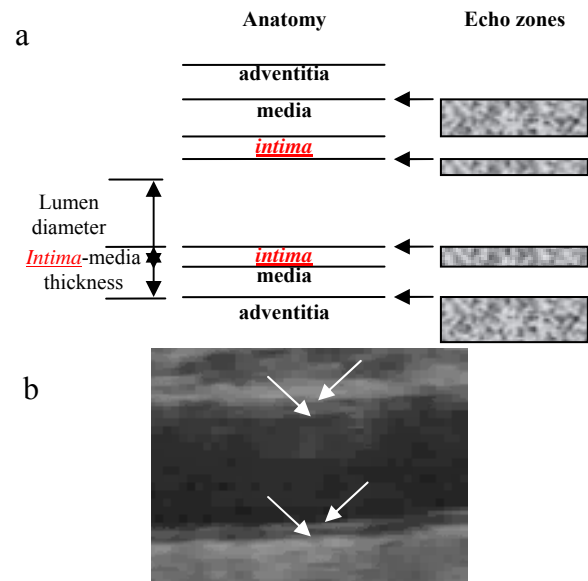 a
Anatomy
Echo zones
adventitia
media
intima
Lumen
diameter
Intima-media
thickness
intima
media
adventitia
b